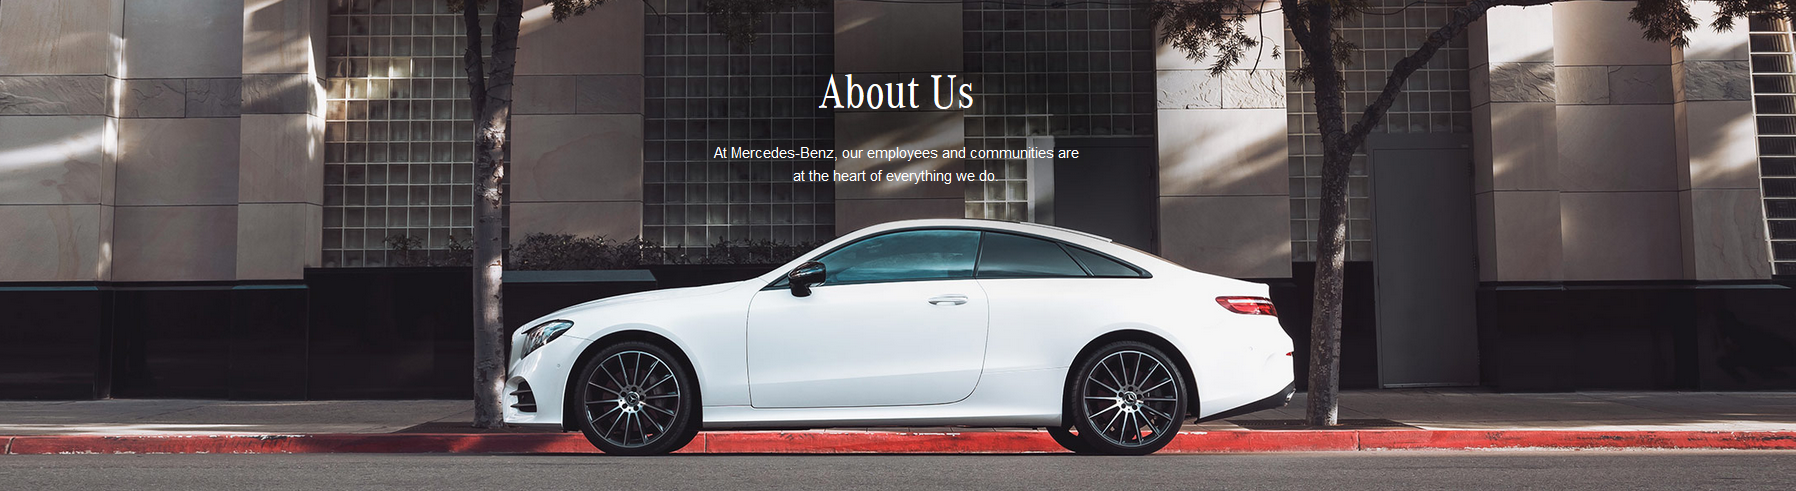 About Us
At Mercedes-Benz, our employees and communities are
at the heart of everything we do.